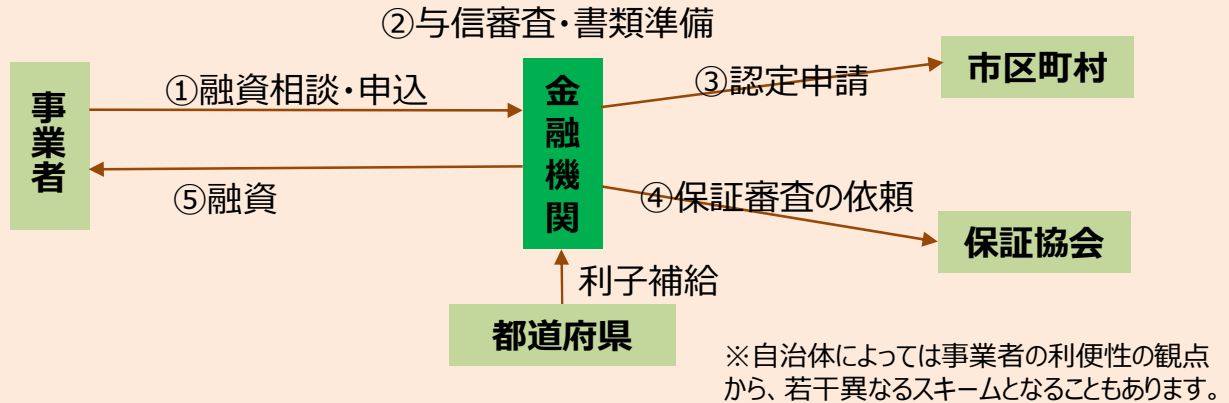 ②与信審査・書類準備
事業者
①融資相談・申込
金融機関
③認定申請
市区町村
⑤融資
④保証審査の依頼
保証協会
利子補給
都道府県
※自治体によっては事業者の利便性の観点
から、若干異なるスキームとなることもあります。